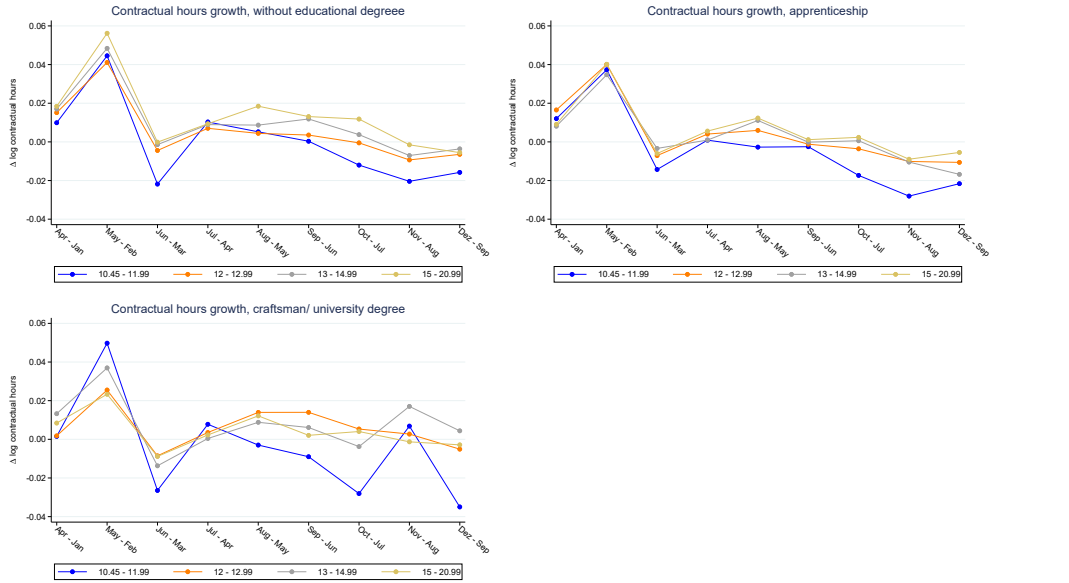 Contractual hours growth, without educational degreee
0.06
0.04
0.02
0.00
-0.02
-0.04
Δ log contractual hours
Apr - Jan
May - Feb
Jun - Mar
Jul - Apr
Aug - May
Sep - Jun
Oct - Jul
Nov - Aug
Dez - Sep
10.45 - 11.99 12 - 12.99 13 - 14.99 15 - 20.99
Contractual hours growth, apprenticeship
0.06
0.04
0.02
0.00
-0.02
-0.04
Δ log contractual hours
Apr - Jan
May - Feb
Jun - Mar
Jul - Apr
Aug - May
Sep - Jun
Oct - Jul
Nov - Aug
Dez - Sep
10.45 - 11.99 12 - 12.99 13 - 14.99 15 - 20.99
Contractual hours growth, craftsman/ university degree
0.06
0.04
0.02
0.00
-0.02
-0.04
Δ log contractual hours
Apr - Jan
May - Feb
Jun - Mar
Jul - Apr
Aug - May
Sep - Jun
Oct - Jul
Nov - Aug
Dez - Sep
10.45 - 11.99 12 - 12.99 13 - 14.99 15 - 20.99